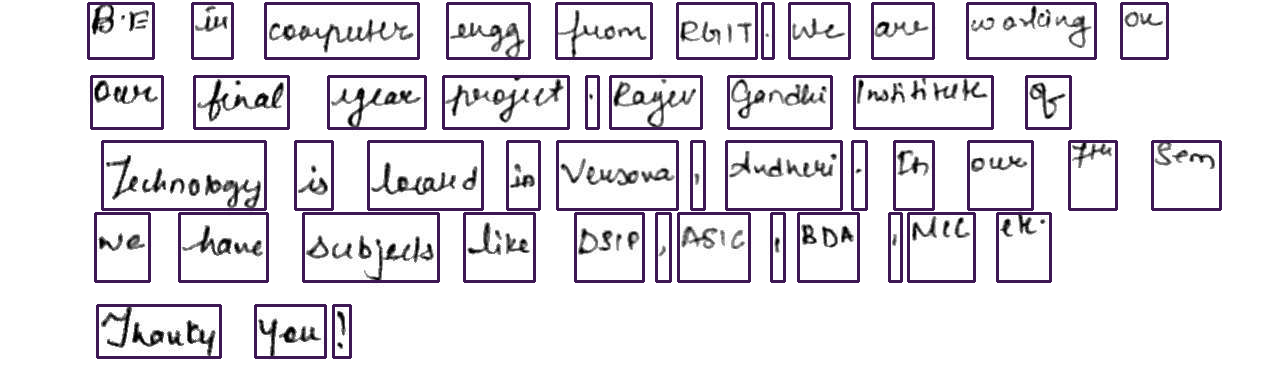 B.E in computer engg from RGIT. We are working on
our final year project. Rajiv Gandhi Institute of
Technology is located in Versova, Andheri. In our 7th Sem
we have subjects like DSIP, ASIC, BDA, MCC etc.
Thanky you!